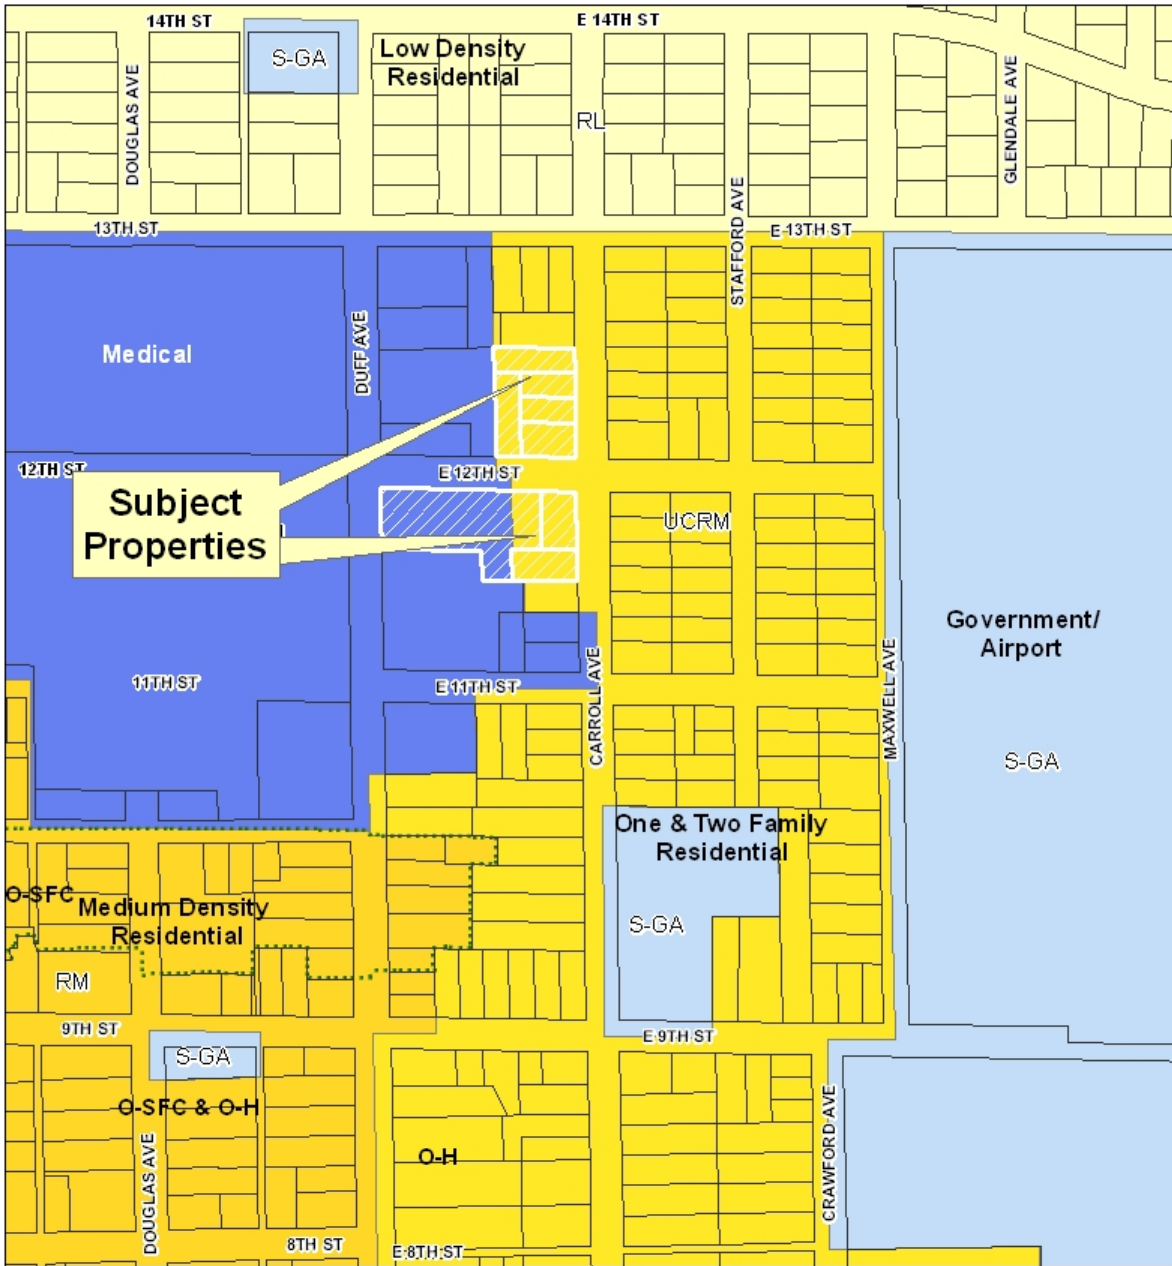 14TH ST
E 14TH ST
S-GA
Low Density
Residential
DOUGLAS AVE
GLENDALE AVE
RL
STAFFORD AVE
13TH ST
E 13TH ST
Medical
DUFF AVE
12TH ST
E 12TH ST
Subject
Properties
UCRM
Government/
Airport
11TH ST
E 11TH ST
CARROLL AVE
MAXWELL AVE
S-GA
One & Two Family
Residential
O-SFC
Medium Density
Residential
S-GA
RM
9TH ST
E 9TH ST
S-GA
O-SFC & O-H
DOUGLAS AVE
O-H
CRAWFORD AVE
8TH ST
E 8TH ST